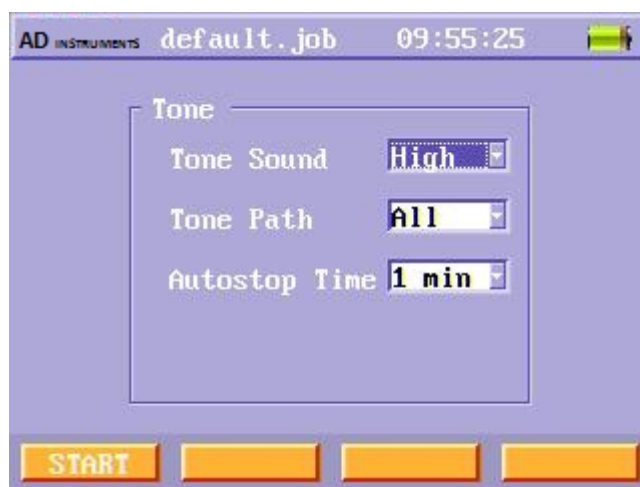 AD INSTRUMENTS default.job 09:55:25
Tone
Tone Sound High
Tone Path All
Autostop Time 1 min
START